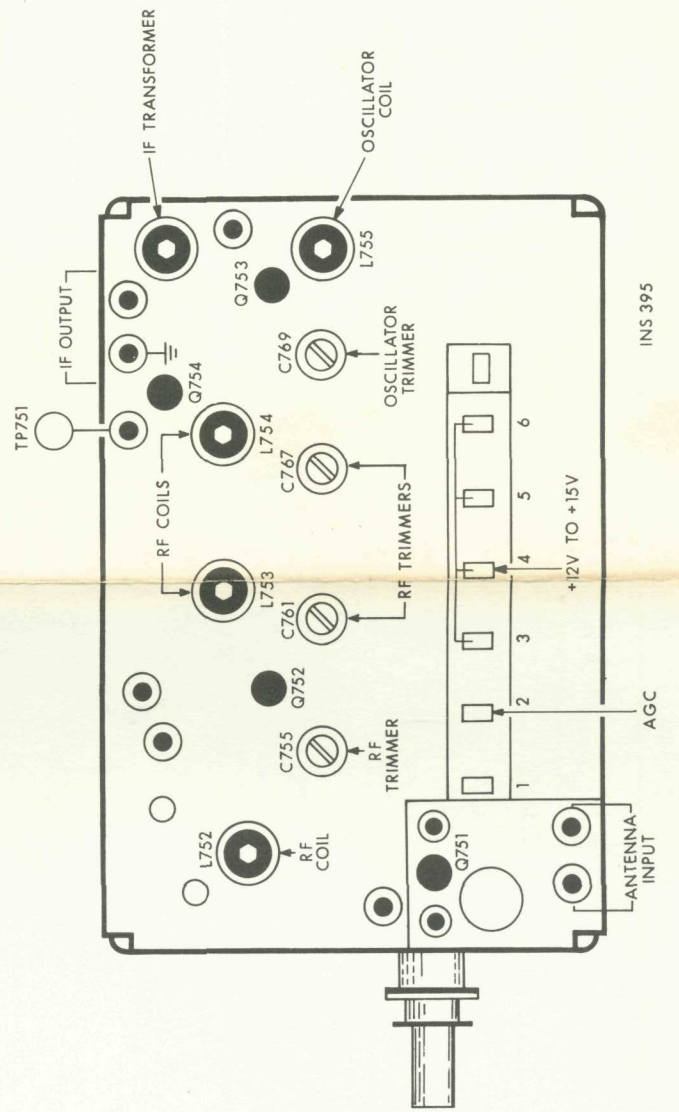 TP751
IF OUTPUT
IF TRANSFORMER
OSCILLATOR
COIL
Q754
Q753
L755
RF COILS
L754
L753
C769
OSCILLATOR
TRIMMER
C767
C761
RF TRIMMERS
Q752
C755
RF
TRIMMER
L752
RF
COIL
Q751
1
2
3
4
5
6
+12V TO +15V
AGC
ANTENNA
INPUT
INS 395